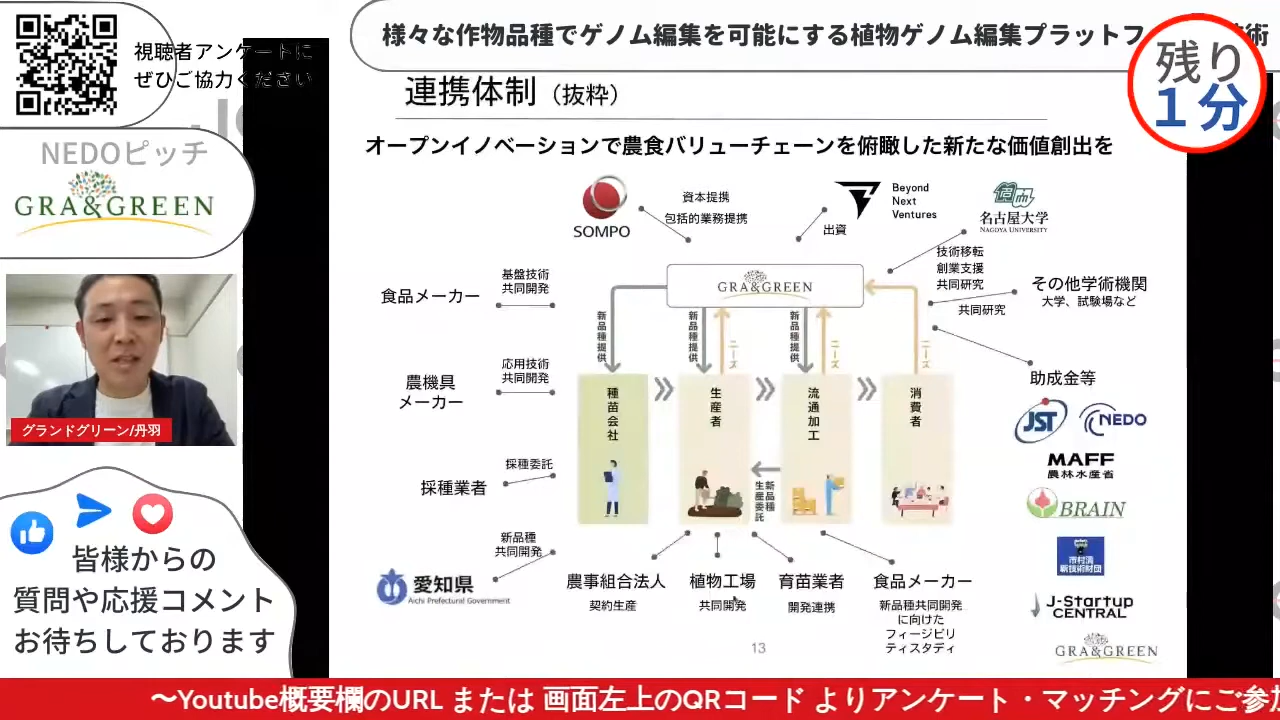 視聴者アンケートに
ぜひご協力ください
様々な作物品種でゲノム編集を可能にする植物ゲノム編集プラットフ
術
残り
1分
NEDOピッチ
GRA&GREEN
連携体制（抜粋）
オープンイノベーションで農食バリューチェーンを俯瞰した新たな価値創出を
SOMPO
資本提携
包括的業務提携
Beyond
Next
Ventures
出資
名古屋大学
NAGOYA UNIVERSITY
技術移転
創業支援
共同研究
GRA&GREEN
その他学術機関
大学、試験場など
共同研究
食品メーカー
基盤技術
共同開発
新品種提供
新品種提供
ニーズ
新品種提供
ニーズ
ニーズ
農機具
メーカー
応用技術
共同開発
種苗会社
生産者
流通加工
消費者
助成金等
JST
NEDO
MAFF
農林水産省
BRAIN
市村清
新技術財団
J-Startup
CENTRAL
GRA&GREEN
採種業者
採種委託
新品種
生産委託
新品種
共同開発
愛知県
Aichi Prefectural Government
農事組合法人
契約生産
植物工場
共同開発
育苗業者
開発連携
食品メーカー
新品種共同開発
に向けた
フィージビリ
ティスタディ
13
グランドグリーン/丹羽
皆様からの
質問や応援コメント
お待ちしております
〜Youtube概要欄のURL または 画面左上のQRコード よりアンケート・マッチングにご参加